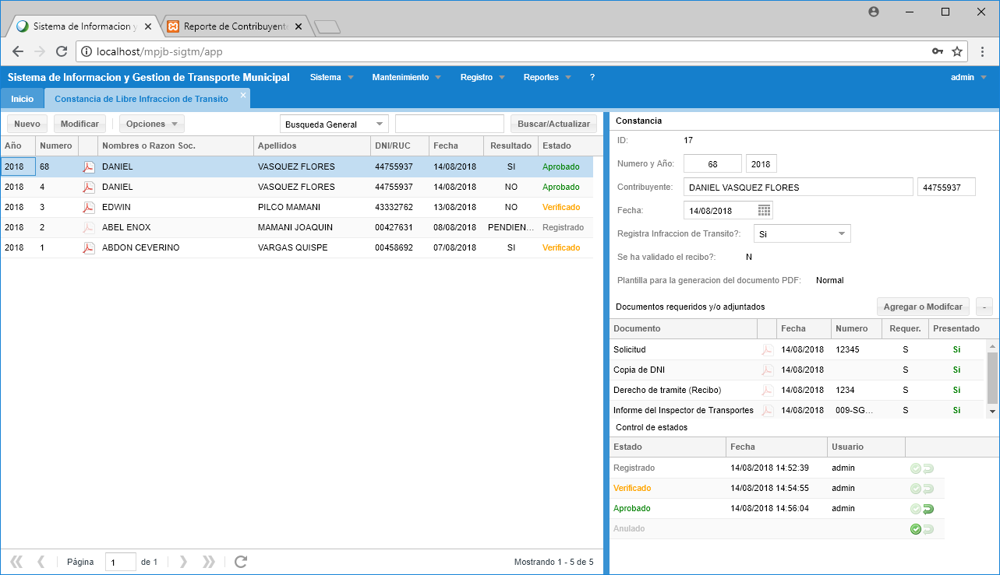 Sistema de Informacion y
Reporte de Contribuyente
localhost/mpjb-sigtm/app
Sistema de Informacion y Gestion de Transporte Municipal Sistema Mantenimiento Registro Reportes ? admin
Inicio Constancia de Libre Infraccion de Transito
Nuevo Modificar Opciones Busqueda General Buscar/Actualizar
Año Numero Nombres o Razon Soc. Apellidos DNI/RUC Fecha Resultado Estado
2018 68 DANIEL VASQUEZ FLORES 44755937 14/08/2018 SI Aprobado
2018 4 DANIEL VASQUEZ FLORES 44755937 14/08/2018 NO Aprobado
2018 3 EDWIN PILCO MAMANI 43332762 13/08/2018 NO Verificado
2018 2 ABEL ENOX MAMANI JOAQUIN 00427631 08/08/2018 PENDIEN... Registrado
2018 1 ABDON CEVERINO VARGAS QUISPE 00458692 07/08/2018 SI Verificado
Página 1 de 1 Mostrando 1 - 5 de 5
Constancia
ID: 17
Numero y Año: 68 2018
Contribuyente: DANIEL VASQUEZ FLORES 44755937
Fecha: 14/08/2018
Registra Infraccion de Transito?: Si
Se ha validado el recibo?: N
Plantilla para la generacion del documento PDF: Normal
Documentos requeridos y/o adjuntados Agregar o Modifcar -
Documento Fecha Numero Requer. Presentado
Solicitud 14/08/2018 12345 S Si
Copia de DNI 14/08/2018 S Si
Derecho de tramite (Recibo) 14/08/2018 1234 S Si
Informe del Inspector de Transportes 14/08/2018 009-SG... S Si
Control de estados
Estado Fecha Usuario
Registrado 14/08/2018 14:52:39 admin
Verificado 14/08/2018 14:54:55 admin
Aprobado 14/08/2018 14:56:04 admin
Anulado